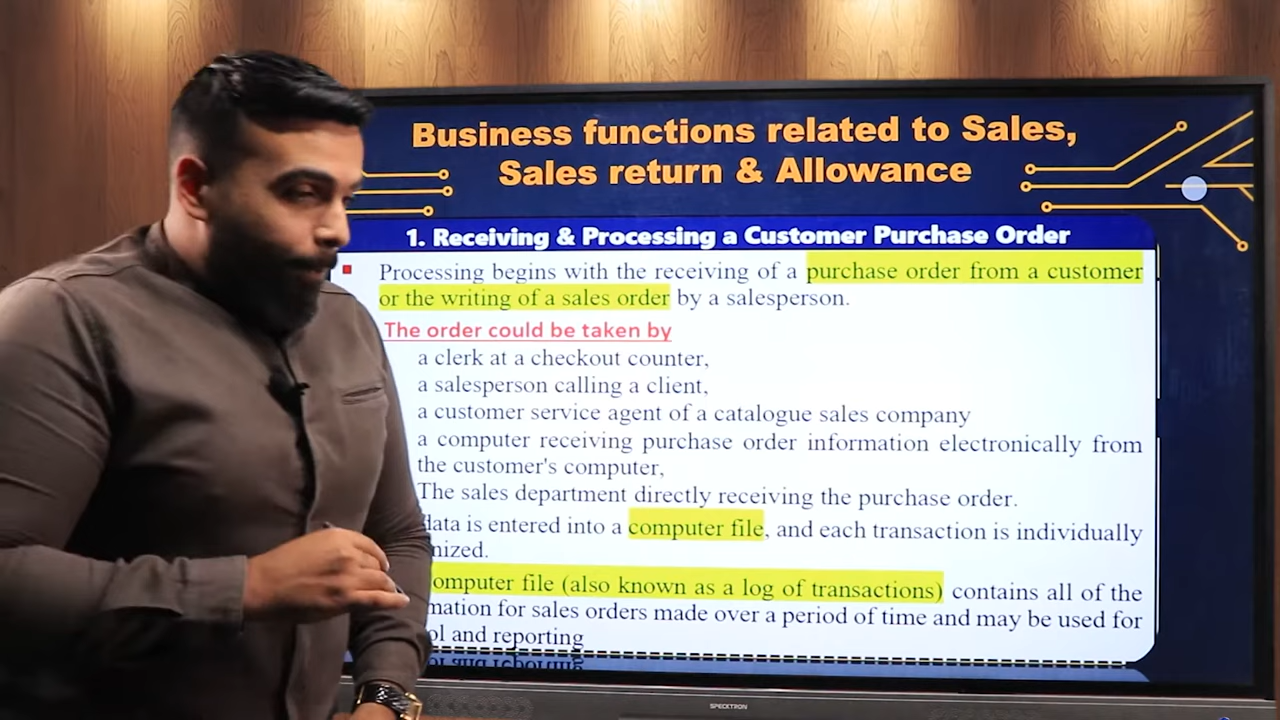 Business functions related to Sales,
Sales return & Allowance
1. Receiving & Processing a Customer Purchase Order
Processing begins with the receiving of a purchase order from a customer
or the writing of a sales order by a salesperson.
The order could be taken by
a clerk at a checkout counter,
a salesperson calling a client,
a customer service agent of a catalogue sales company
a computer receiving purchase order information electronically from
the customer's computer,
The sales department directly receiving the purchase order.
data is entered into a computer file, and each transaction is individually
computer file (also known as a log of transactions) contains all of the
for sales orders made over a period of time and may be used for
and reporting
SPECKTRON